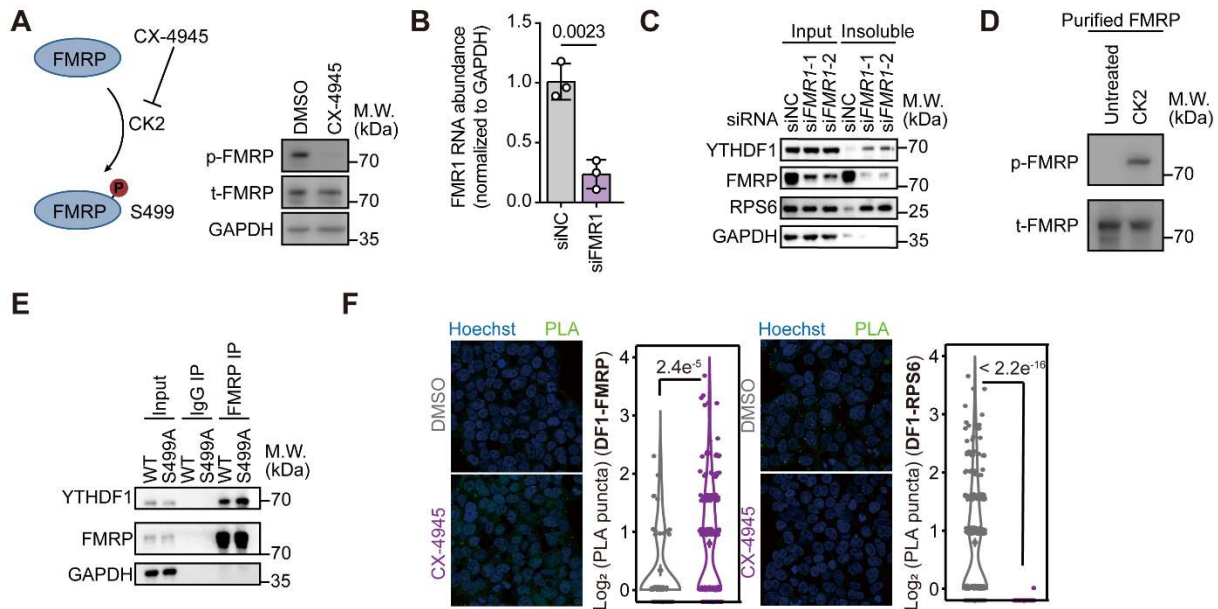 A
CX-4945
FMRP
CK2
FMRP
P
S499
DMSO
CX-4945
M.W.
(kDa)
p-FMRP
70
t-FMRP
70
GAPDH
35
B
0.0023
FMR1 RNA abundance
(normalized to GAPDH)
1.5
1.0
0.5
0.0
siNC
siFMR1
C
Input
Insoluble
siRNA
siNC
siFMR1-1
siFMR1-2
siNC
siFMR1-1
siFMR1-2
M.W.
(kDa)
YTHDF1
70
FMRP
70
RPS6
25
GAPDH
35
D
Purified FMRP
Untreated
CK2
M.W.
(kDa)
p-FMRP
70
t-FMRP
70
E
Input
IgG IP
FMRP IP
WT
S499A
WT
S499A
WT
S499A
M.W.
(kDa)
YTHDF1
70
FMRP
70
GAPDH
35
F
Hoechst PLA
DMSO
CX-4945
Log₂ (PLA puncta) (DF1-FMRP)
4
3
2
1
0
2.4e⁻⁵
Hoechst PLA
DMSO
CX-4945
Log₂ (PLA puncta) (DF1-RPS6)
4
3
2
1
0
< 2.2e⁻¹⁶